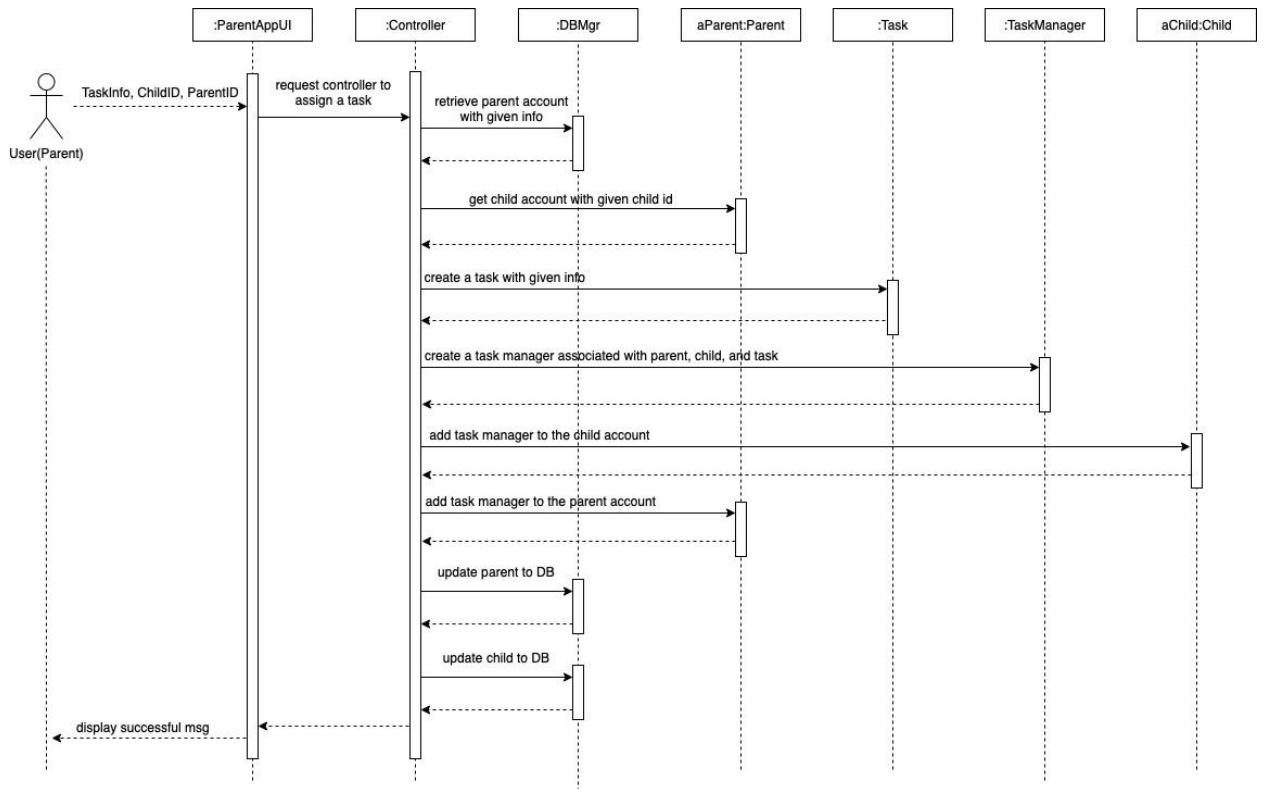 :ParentAppUI
:Controller
:DBMgr
aParent:Parent
:Task
:TaskManager
aChild:Child
TaskInfo, ChildID, ParentID
request controller to
assign a task
retrieve parent account
with given info
User(Parent)
get child account with given child id
create a task with given info
create a task manager associated with parent, child, and task
add task manager to the child account
add task manager to the parent account
update parent to DB
update child to DB
display successful msg